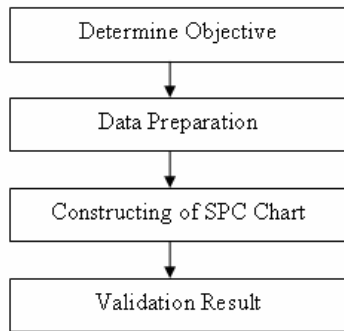 Determine Objective
Data Preparation
Constructing of SPC Chart
Validation Result